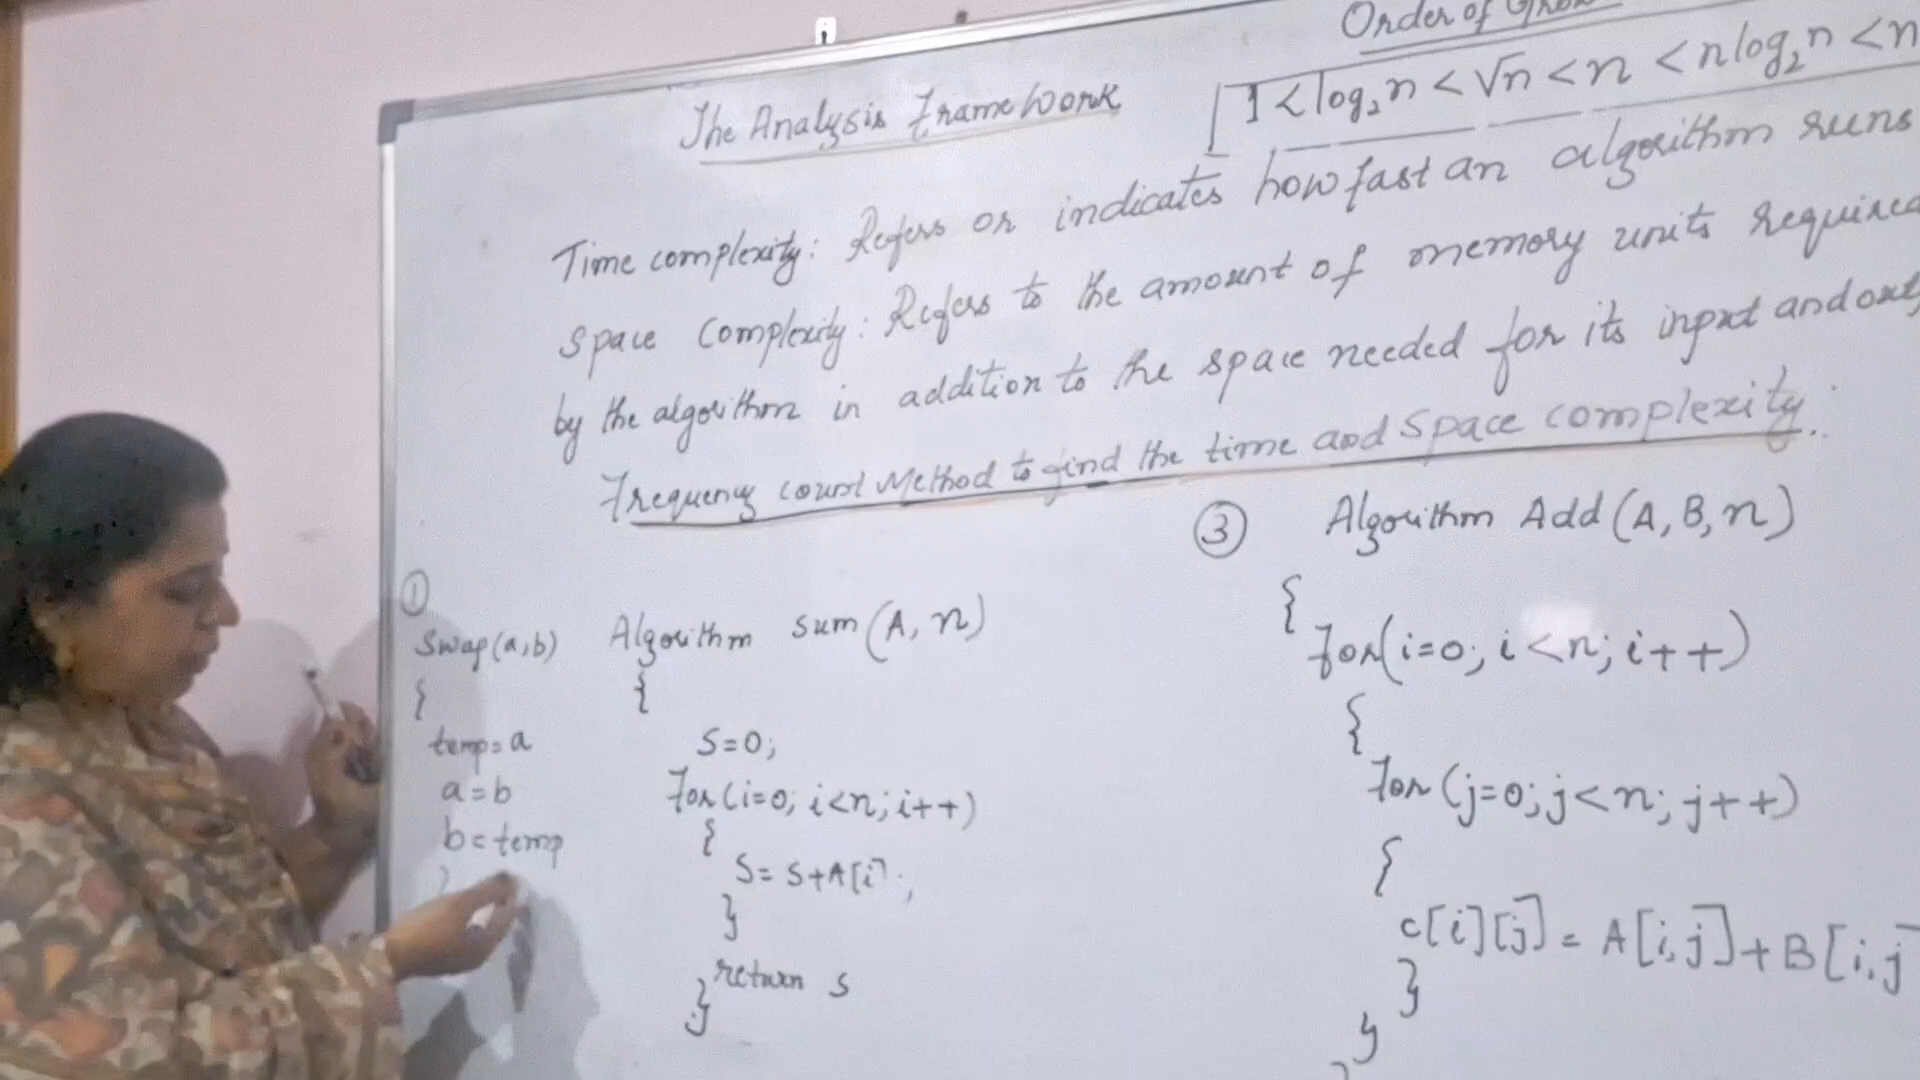 Order of Grow
The Analysis Framework
1 < log₂n < √n < n < nlog₂n < n
Time complexity: Refers or indicates how fast an algorithm runs
Space Complexity: Refers to the amount of memory units required
by the algorithm in addition to the space needed for its input and out
Frequency count Method to find the time and Space complexity.
①
Swap(a,b)
{
temp=a
a=b
b=temp
}
Algorithm sum(A, n)
{
S=0;
for(i=0; i<n; i++)
{
S=S+A[i];
}
return s
}
③ Algorithm Add(A, B, n)
{
for(i=0; i<n; i++)
{
for(j=0; j<n; j++)
{
c[i][j] = A[i,j]+B[i,j
}
}
}